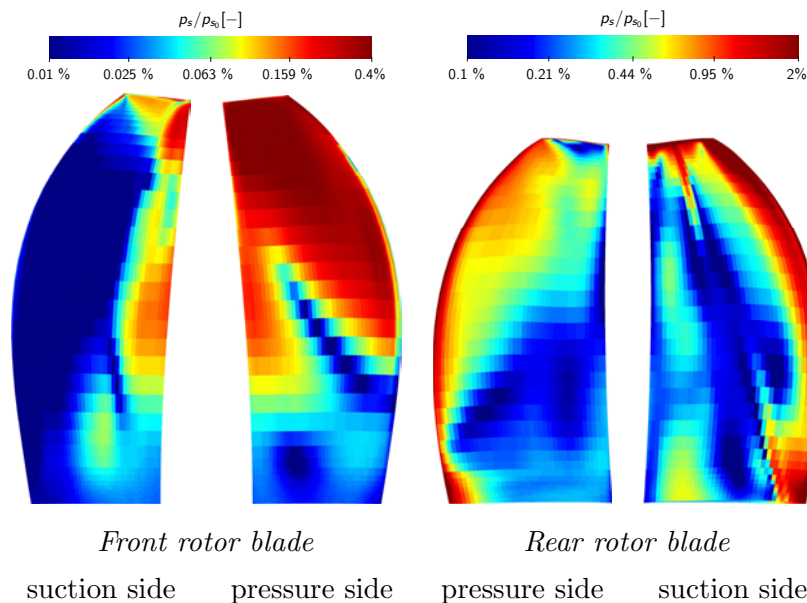 p_s/p_{s_0}[−]
0.01 % 0.025 % 0.063 % 0.159 % 0.4%
p_s/p_{s_0}[−]
0.1 % 0.21 % 0.44 % 0.95 % 2%
Front rotor blade
Rear rotor blade
suction side pressure side
pressure side suction side